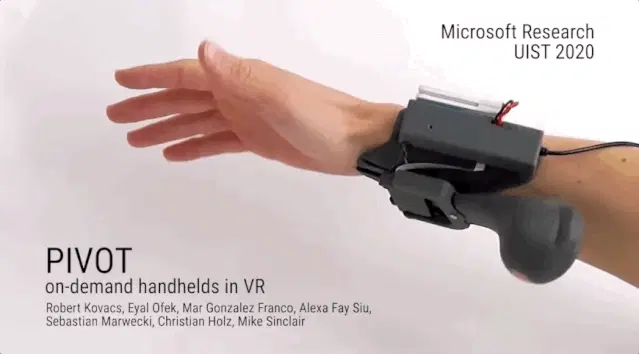 Microsoft Research
UIST 2020
PIVOT
on-demand handhelds in VR
Robert Kovacs, Eyal Ofek, Mar Gonzalez Franco, Alexa Fay Siu,
Sebastian Marwecki, Christian Holz, Mike Sinclair